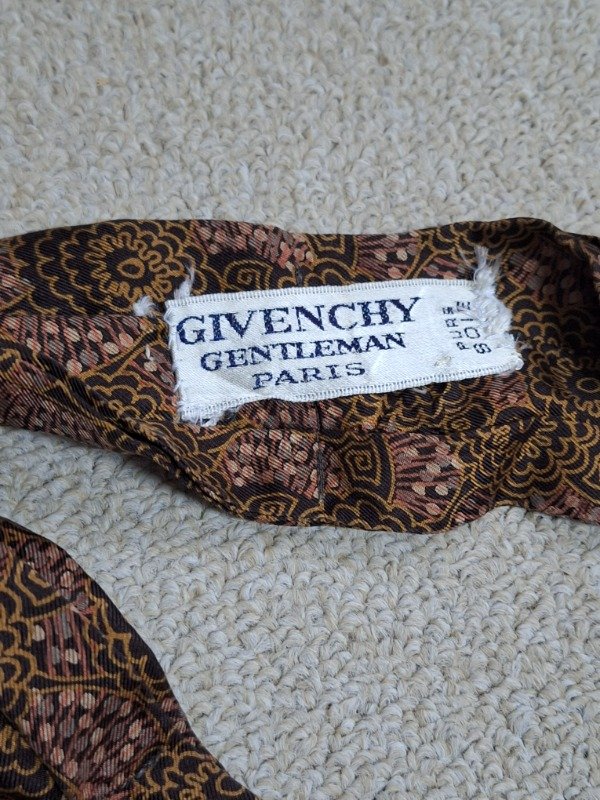 GIVENCHY
GENTLEMAN
PARIS
PURE
SOIE